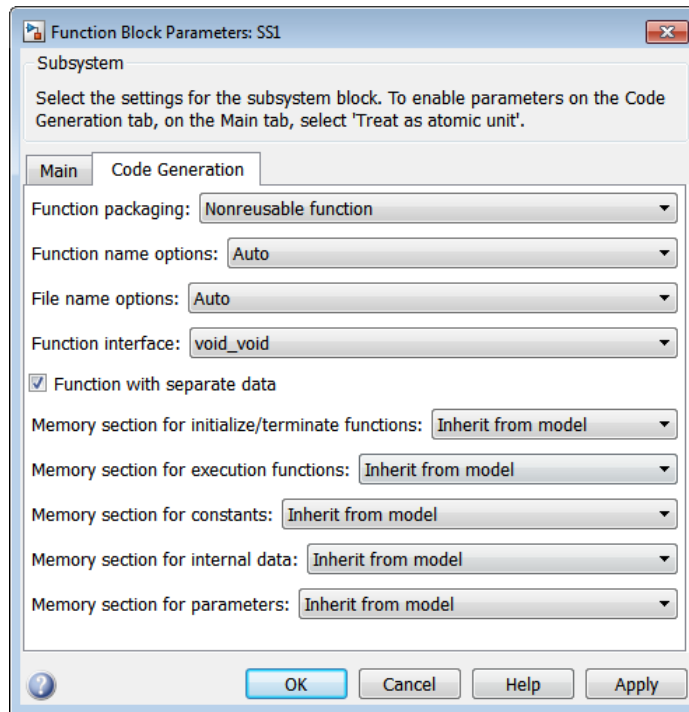 Function Block Parameters: SS1
Subsystem
Select the settings for the subsystem block. To enable parameters on the Code
Generation tab, on the Main tab, select 'Treat as atomic unit'.
Main Code Generation
Function packaging: Nonreusable function
Function name options: Auto
File name options: Auto
Function interface: void_void
Function with separate data
Memory section for initialize/terminate functions: Inherit from model
Memory section for execution functions: Inherit from model
Memory section for constants: Inherit from model
Memory section for internal data: Inherit from model
Memory section for parameters: Inherit from model
? OK Cancel Help Apply